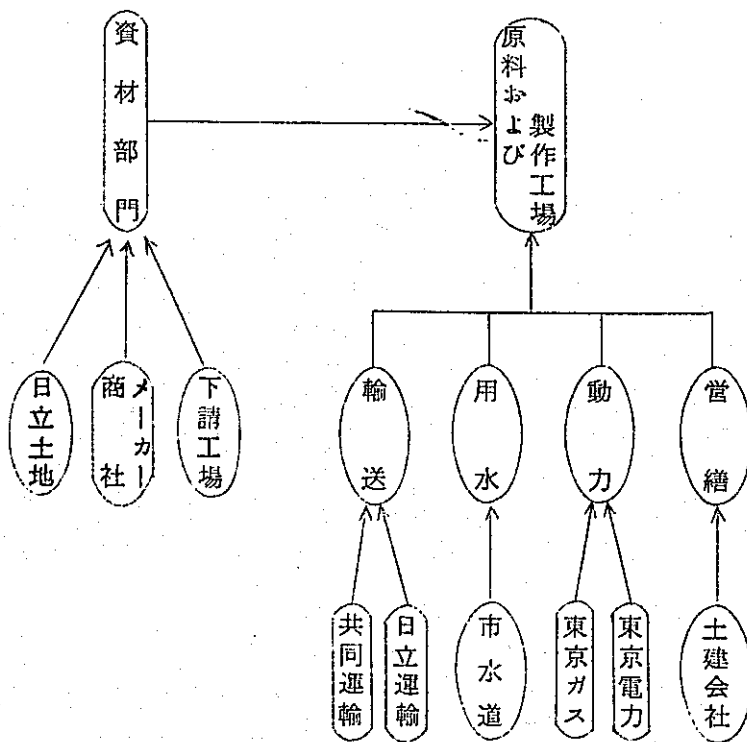 資材部門
原料および
製作工場
日立土地
商社
メーカー
下請工場
輸送
用水
動力
営繕
共同運輸
日立運輸
市水道
東京ガス
東京電力
土建会社